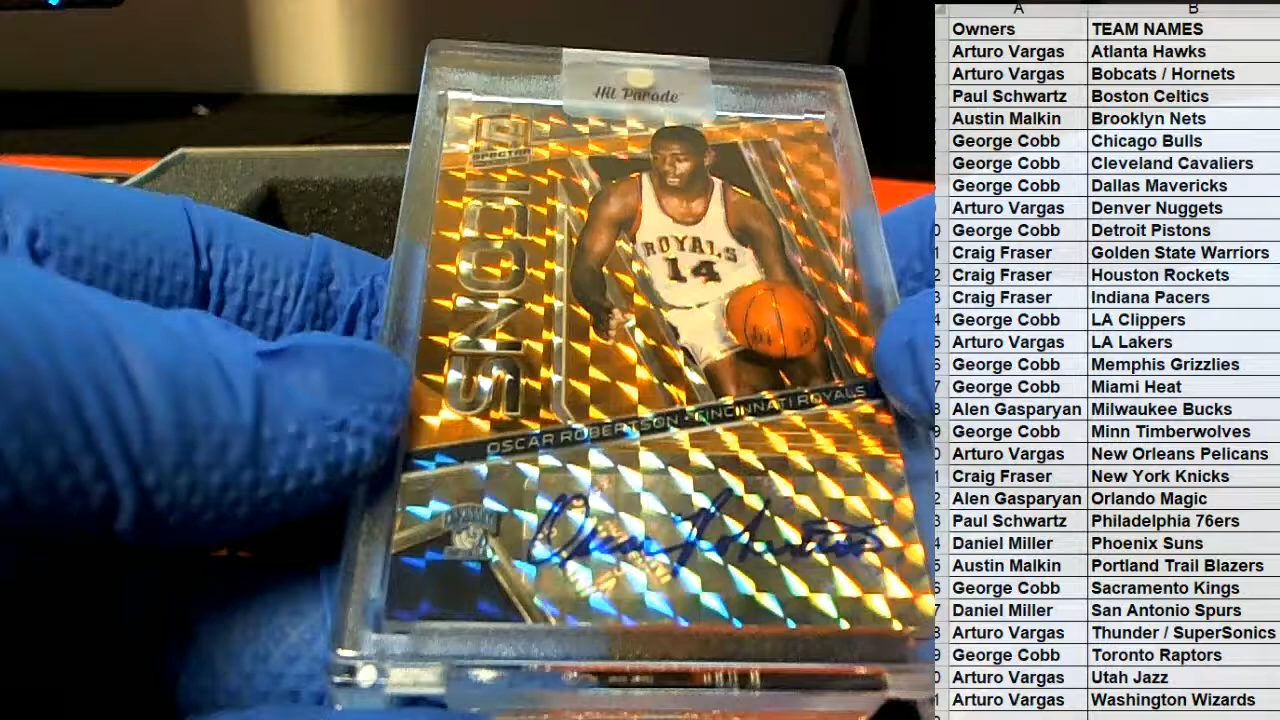 Hit Parade
SPECTRA
ICONS
ROYALS
14
OSCAR ROBERTSON • CINCINNATI ROYALS
A B
Owners TEAM NAMES
Arturo Vargas Atlanta Hawks
Arturo Vargas Bobcats / Hornets
Paul Schwartz Boston Celtics
Austin Malkin Brooklyn Nets
George Cobb Chicago Bulls
George Cobb Cleveland Cavaliers
George Cobb Dallas Mavericks
Arturo Vargas Denver Nuggets
George Cobb Detroit Pistons
Craig Fraser Golden State Warriors
Craig Fraser Houston Rockets
Craig Fraser Indiana Pacers
George Cobb LA Clippers
Arturo Vargas LA Lakers
George Cobb Memphis Grizzlies
George Cobb Miami Heat
Alen Gasparyan Milwaukee Bucks
George Cobb Minn Timberwolves
Arturo Vargas New Orleans Pelicans
Craig Fraser New York Knicks
Alen Gasparyan Orlando Magic
Paul Schwartz Philadelphia 76ers
Daniel Miller Phoenix Suns
Austin Malkin Portland Trail Blazers
George Cobb Sacramento Kings
Daniel Miller San Antonio Spurs
Arturo Vargas Thunder / SuperSonics
George Cobb Toronto Raptors
Arturo Vargas Utah Jazz
Arturo Vargas Washington Wizards